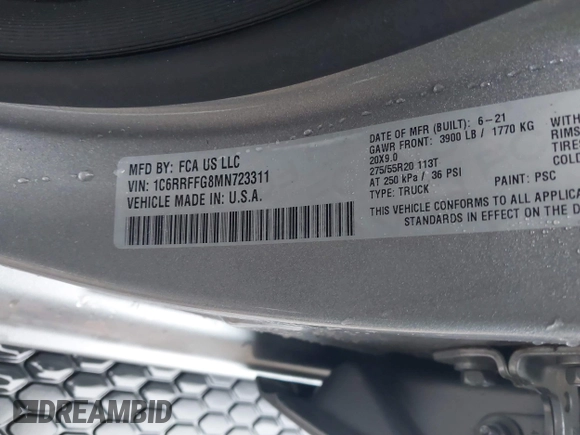 MFD BY: FCA US LLC
VIN: 1C6RRFFG8MN723311
VEHICLE MADE IN: U.S.A.
DATE OF MFR (BUILT): 6-21
GAWR FRONT: 3900 LB / 1770 KG
20X9.0
275/55R20 113T
AT 250 kPa / 36 PSI
TYPE: TRUCK
PAINT: PSC
THIS VEHICLE CONFORMS TO ALL APPLICA
STANDARDS IN EFFECT ON THE D
WITH
RIMS
TIRE
COLD
DREAMBID